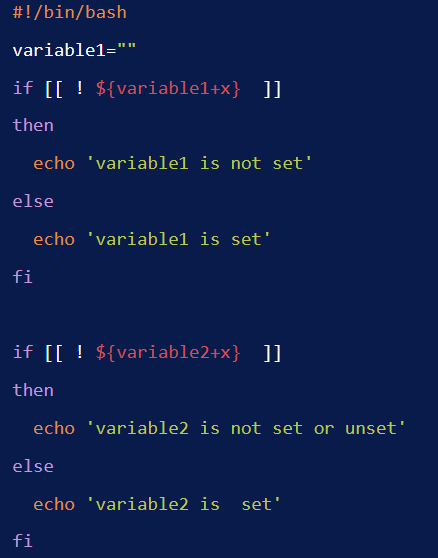 #!/bin/bash
variable1=""
if [[ ! ${variable1+x}  ]]
then
  echo 'variable1 is not set'
else
  echo 'variable1 is set'
fi

if [[ ! ${variable2+x}  ]]
then
  echo 'variable2 is not set or unset'
else
  echo 'variable2 is  set'
fi